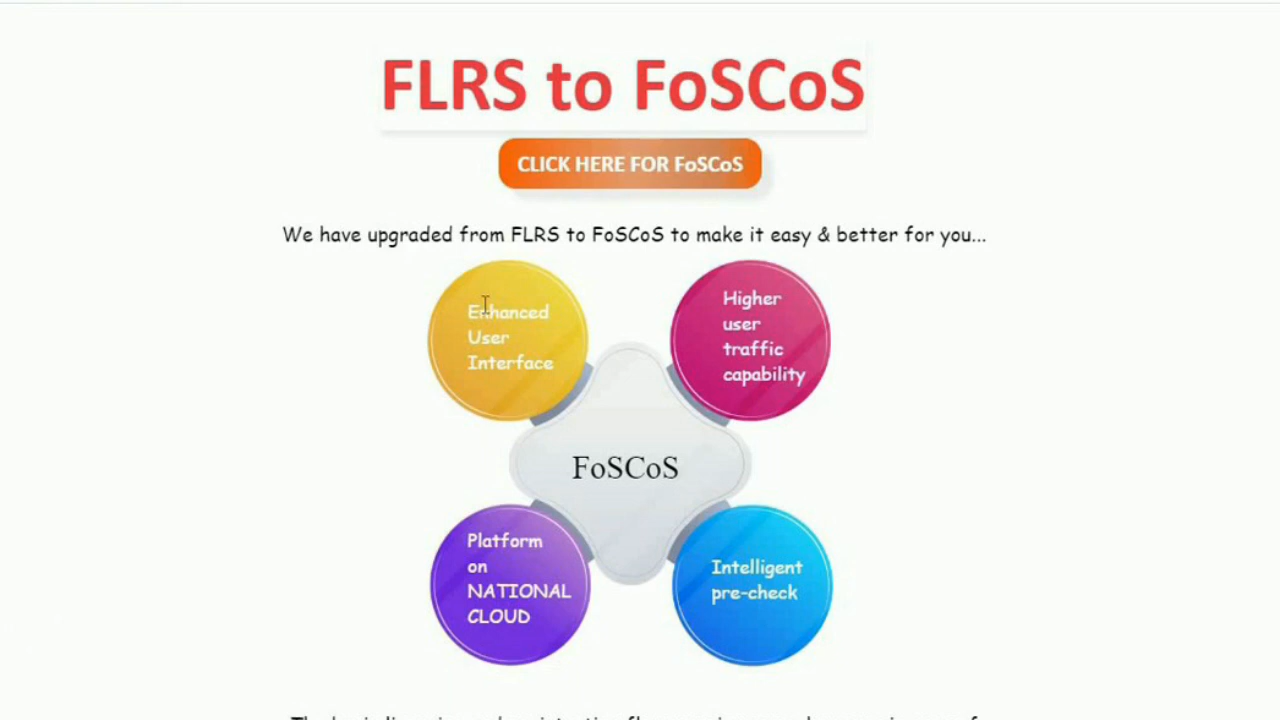 FLRS to FoSCoS
CLICK HERE FOR FoSCoS
We have upgraded from FLRS to FoSCoS to make it easy & better for you...
Enhanced
User
Interface
Higher
user
traffic
capability
FoSCoS
Platform
on
NATIONAL
CLOUD
Intelligent
pre-check